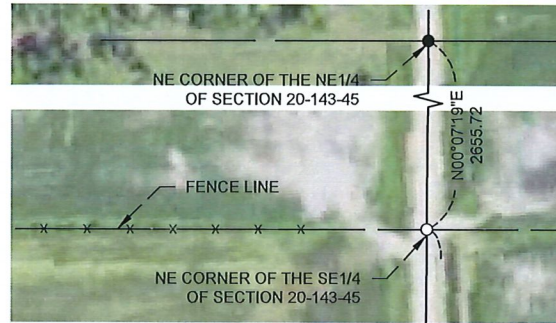 NE CORNER OF THE NE1/4
OF SECTION 20-143-45
N00°07'19"E
2655.72
FENCE LINE
X X X X X X X
NE CORNER OF THE SE1/4
OF SECTION 20-143-45